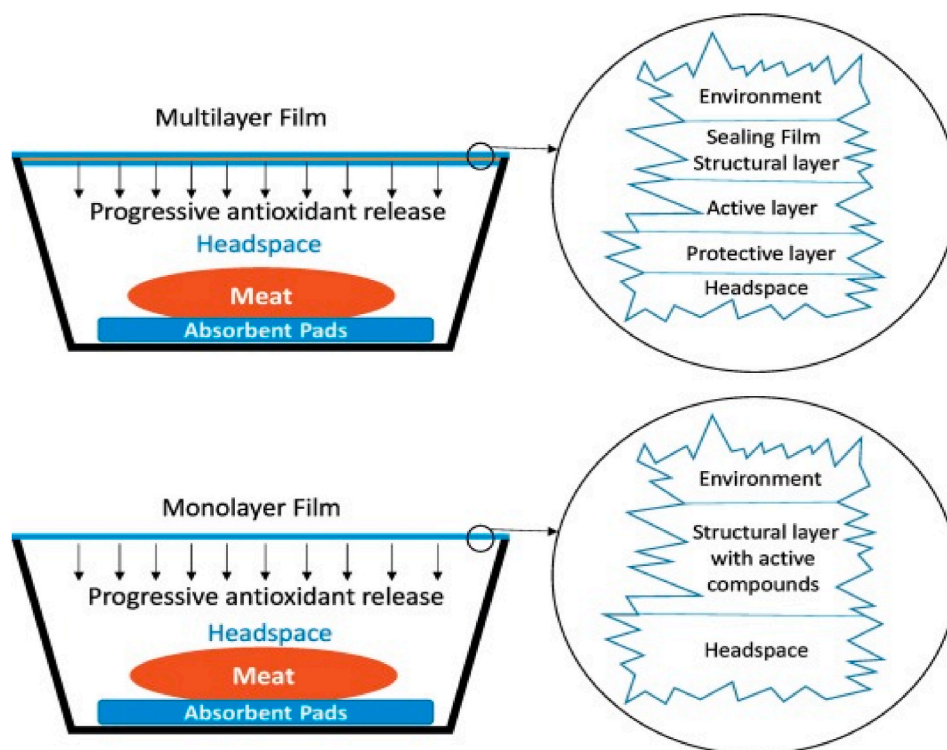 Multilayer Film
Progressive antioxidant release
Headspace
Meat
Absorbent Pads
Environment
Sealing Film
Structural layer
Active layer
Protective layer
Headspace
Monolayer Film
Progressive antioxidant release
Headspace
Meat
Absorbent Pads
Environment
Structural layer
with active
compounds
Headspace